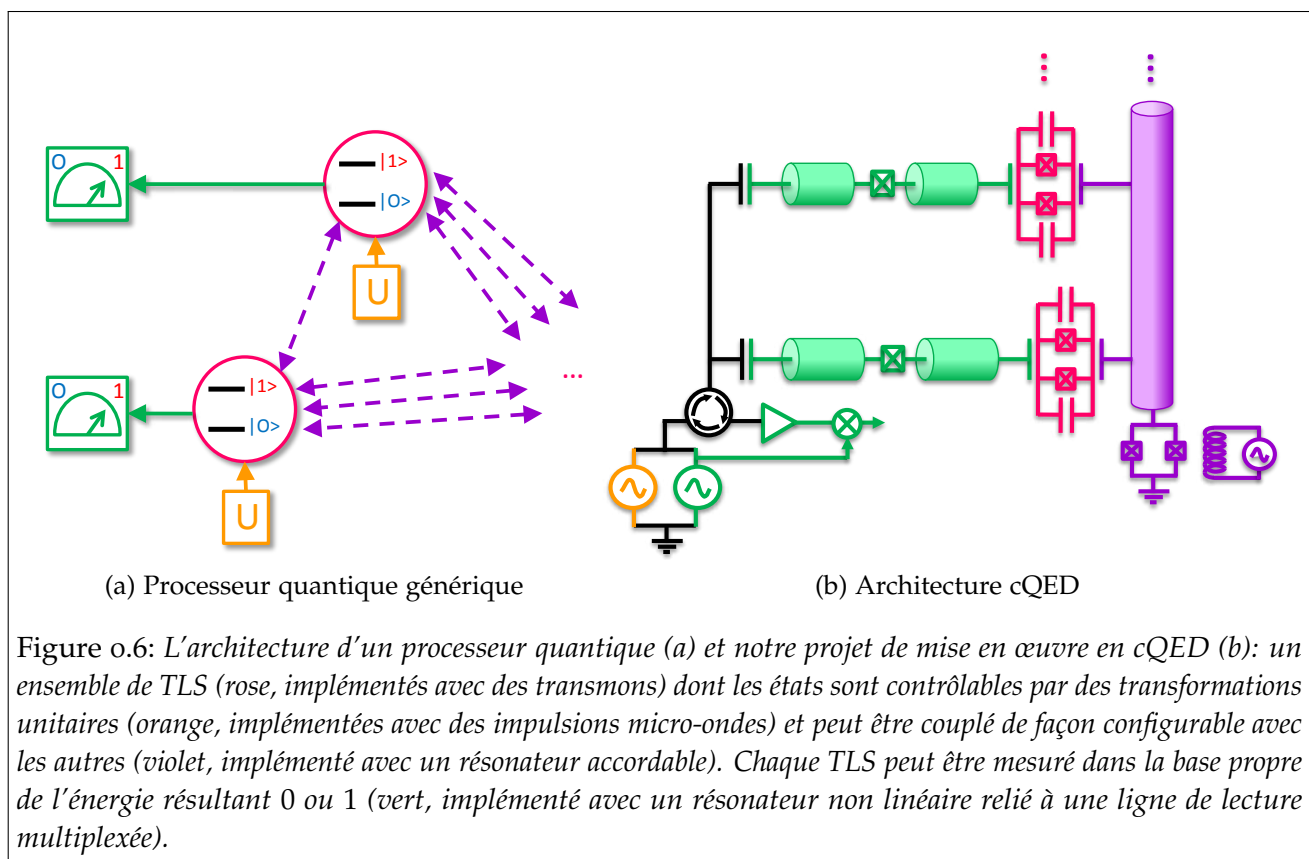 0 1
|1>
|0>
U
0 1
|1>
|0>
...
U
(a) Processeur quantique générique
(b) Architecture cQED
Figure 0.6: L'architecture d'un processeur quantique (a) et notre projet de mise en œuvre en cQED (b): un
ensemble de TLS (rose, implémentés avec des transmons) dont les états sont contrôlables par des transformations
unitaires (orange, implémentées avec des impulsions micro-ondes) et peut être couplé de façon configurable avec
les autres (violet, implémenté avec un résonateur accordable). Chaque TLS peut être mesuré dans la base propre
de l'énergie résultant 0 ou 1 (vert, implémenté avec un résonateur non linéaire relié à une ligne de lecture
multiplexée).